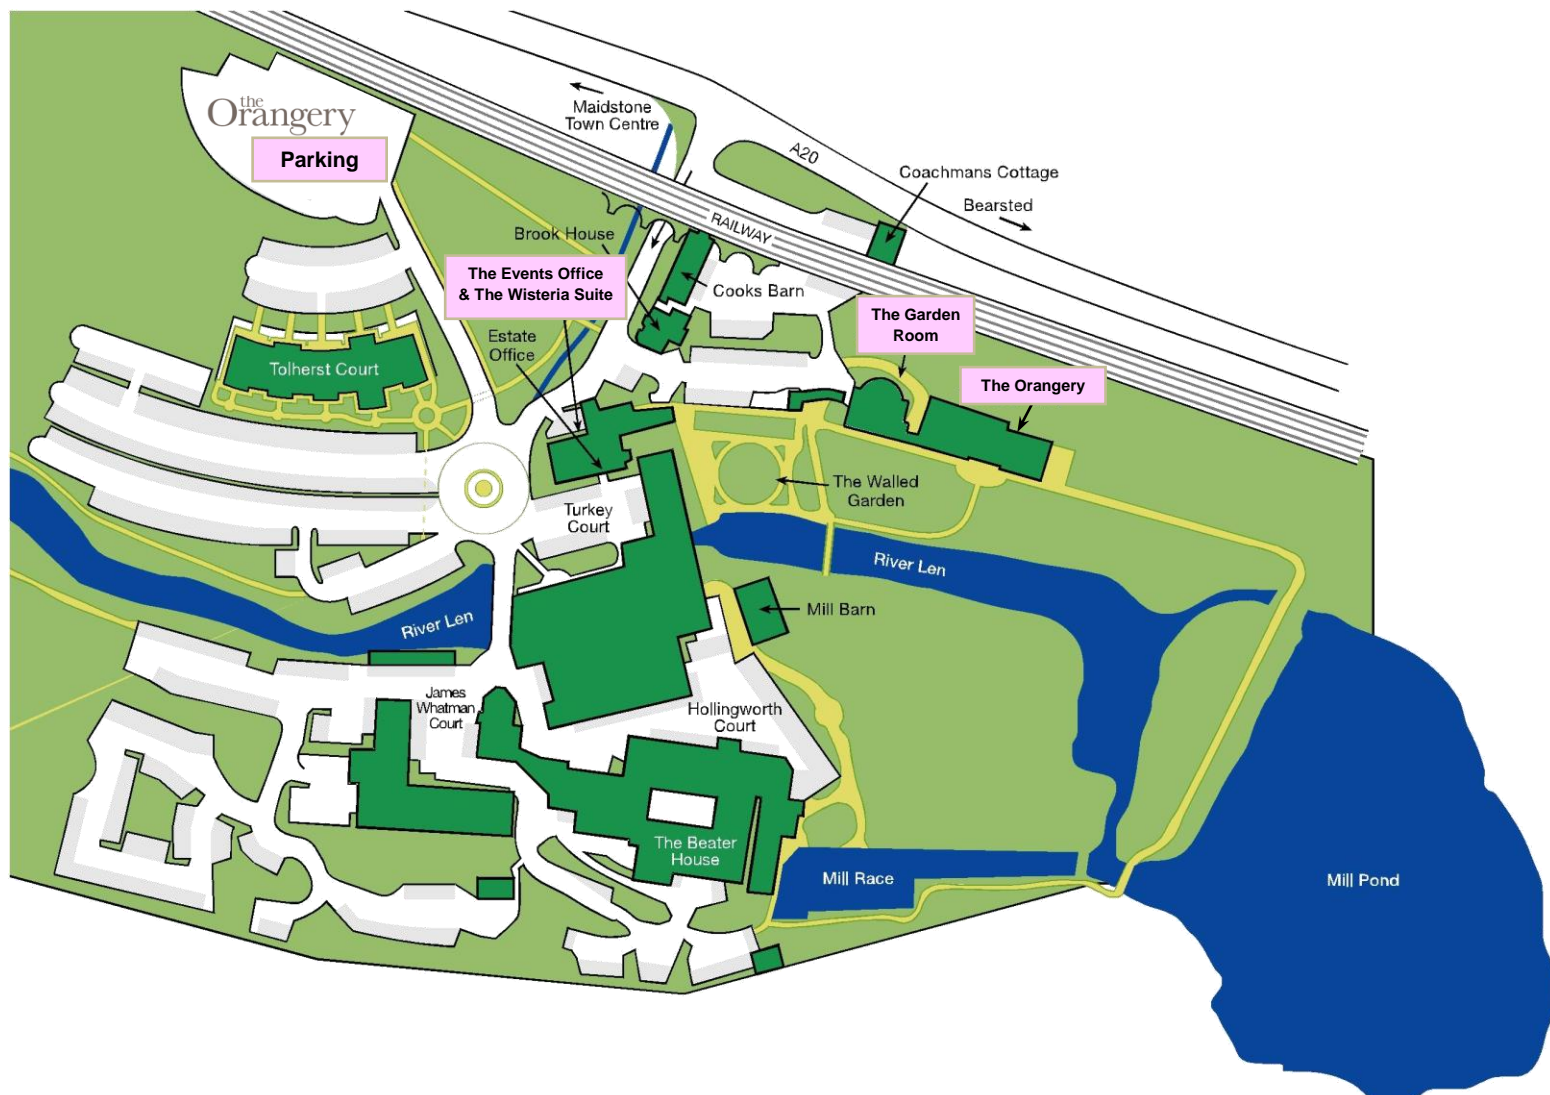 the
Orangery
Parking
Maidstone
Town Centre
A20
Coachmans Cottage
Bearsted
RAILWAY
Brook House
The Events Office
& The Wisteria Suite
Cooks Barn
The Garden
Room
Estate
Office
Tolherst Court
The Orangery
The Walled
Garden
Turkey
Court
River Len
Mill Barn
River Len
James
Whatman
Court
Hollingworth
Court
The Beater
House
Mill Race
Mill Pond